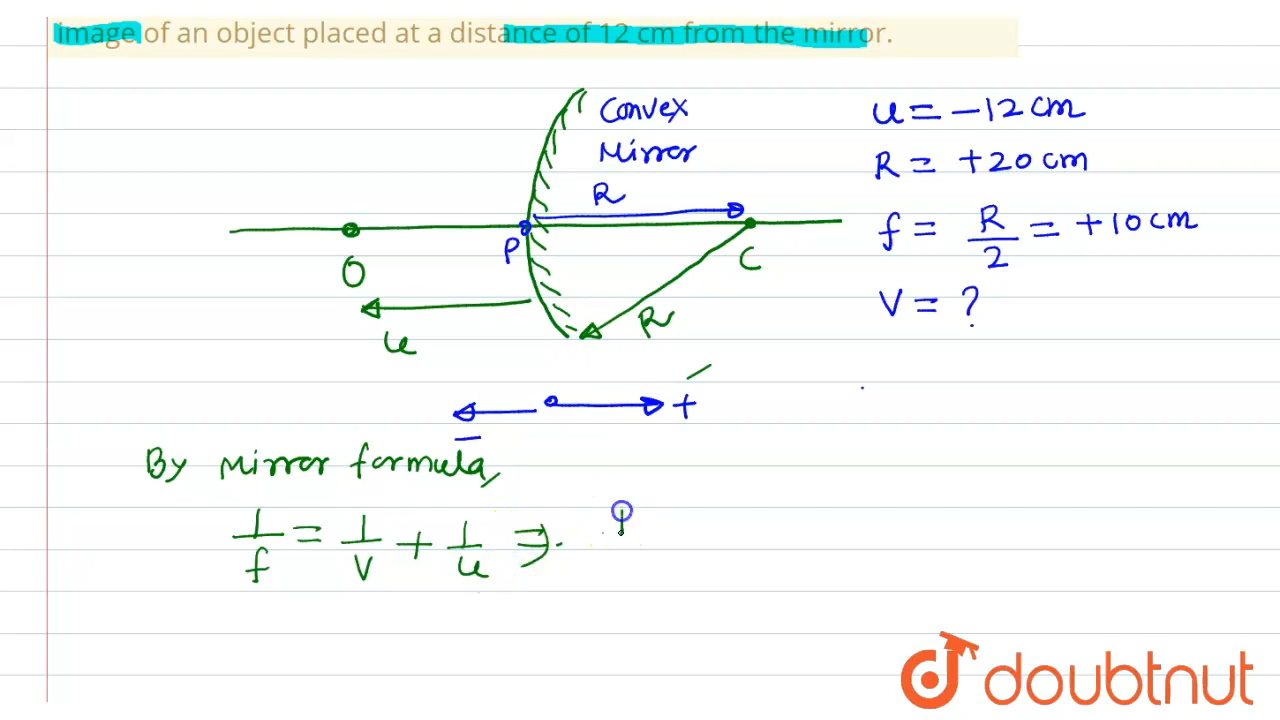 image of an object placed at a distance of 12 cm from the mirror.
Convex
Mirror
R
P
C
O
R
u
u = -12 cm
R = +20 cm
f = R/2 = +10 cm
V = ?
- +
By Mirror formula,
1/f = 1/v + 1/u ⇒
doubtnut